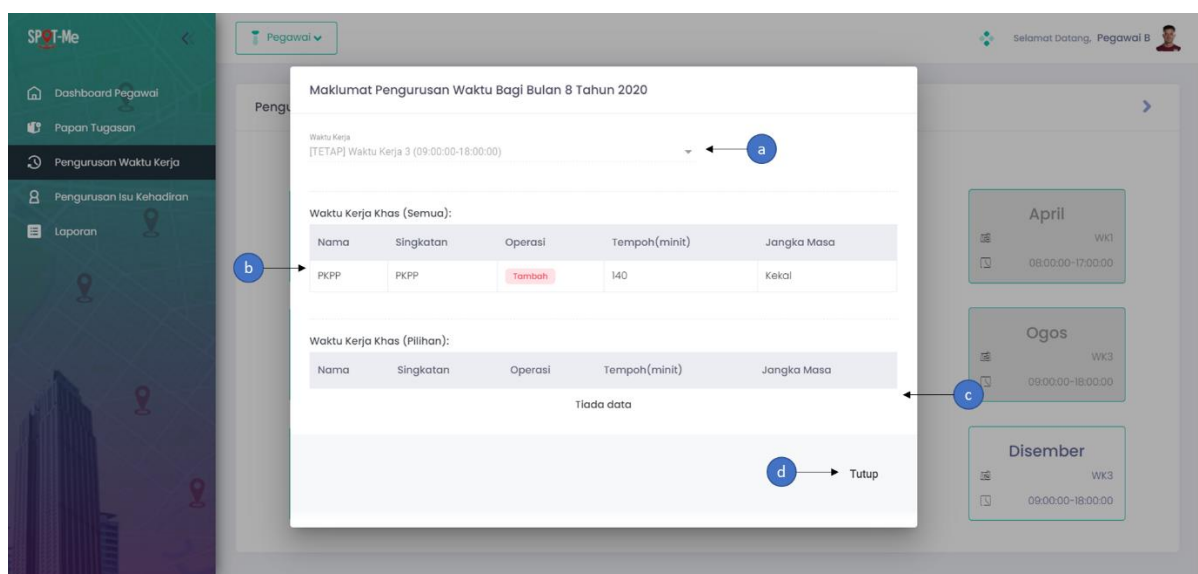 SPOT-Me
Pegawai
Selamat Datang, Pegawai B
Dashboard Pegawai
Papan Tugasan
Pengurusan Waktu Kerja
Pengurusan Isu Kehadiran
Laporan
Pengu
Maklumat Pengurusan Waktu Bagi Bulan 8 Tahun 2020
Waktu Kerja
[TETAP] Waktu Kerja 3 (09:00:00-18:00:00)
a
Waktu Kerja Khas (Semua):
Nama Singkatan Operasi Tempoh(minit) Jangka Masa
b
PKPP PKPP Tambah 140 Kekal
Waktu Kerja Khas (Pilihan):
Nama Singkatan Operasi Tempoh(minit) Jangka Masa
c
Tiada data
d
Tutup
April
WK1
08:00:00-17:00:00
Ogos
WK3
09:00:00-18:00:00
Disember
WK3
09:00:00-18:00:00